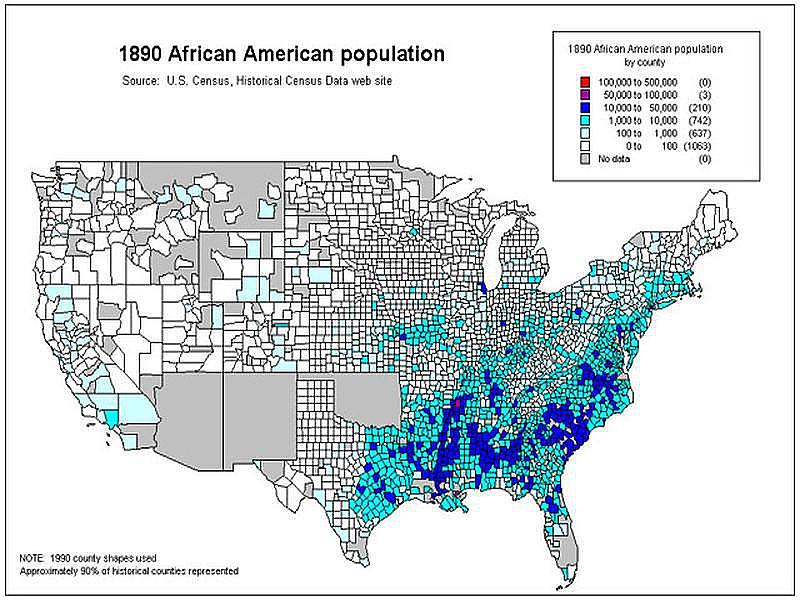 1890 African American population
Source: U.S. Census, Historical Census Data web site
1890 African American population
by county
100,000 to 500,000 (0)
50,000 to 100,000 (3)
10,000 to 50,000 (210)
1,000 to 10,000 (742)
100 to 1,000 (637)
0 to 100 (1063)
No data (0)
NOTE: 1990 county shapes used
Approximately 90% of historical counties represented